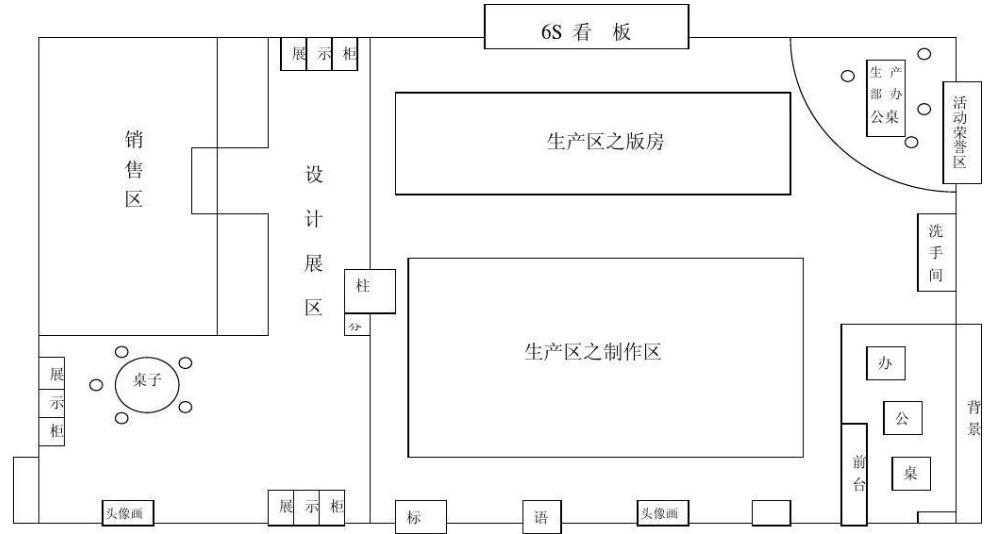 6S 看 板
展 示 柜
生 产
部 办
公桌
活动荣誉区
销售区
生产区之版房
设计展区
洗手间
柱
分
生产区之制作区
桌子
展示柜
办
公
桌
背景
前台
展 示 柜
头像画
标
语
头像画